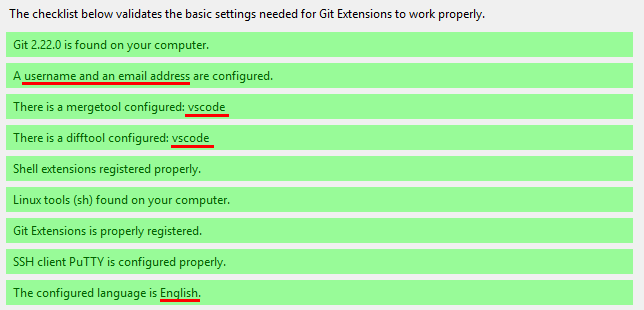 The checklist below validates the basic settings needed for Git Extensions to work properly.
Git 2.22.0 is found on your computer.
A username and an email address are configured.
There is a mergetool configured: vscode
There is a difftool configured: vscode
Shell extensions registered properly.
Linux tools (sh) found on your computer.
Git Extensions is properly registered.
SSH client PuTTY is configured properly.
The configured language is English.